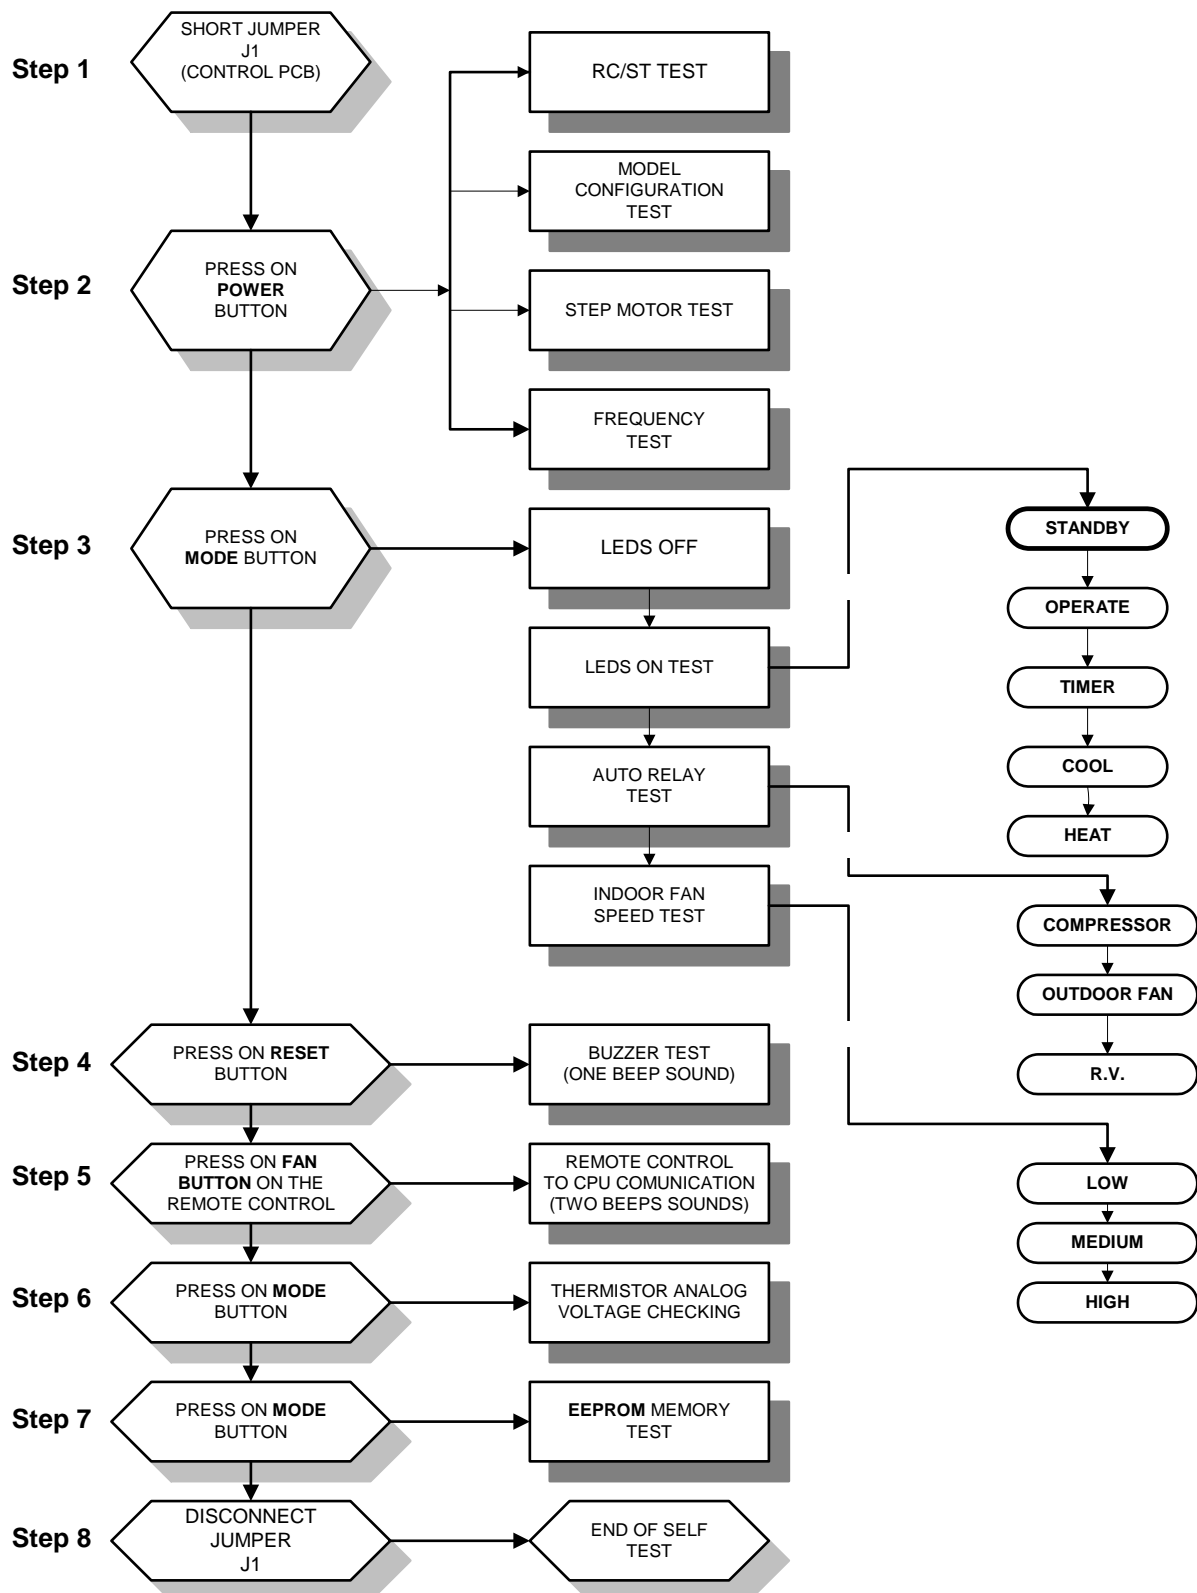 Step 1
SHORT JUMPER
J1
(CONTROL PCB)
RC/ST TEST
MODEL
CONFIGURATION
TEST
Step 2
PRESS ON
POWER
BUTTON
STEP MOTOR TEST
FREQUENCY
TEST
Step 3
PRESS ON
MODE BUTTON
LEDS OFF
LEDS ON TEST
AUTO RELAY
TEST
INDOOR FAN
SPEED TEST
STANDBY
OPERATE
TIMER
COOL
HEAT
COMPRESSOR
OUTDOOR FAN
R.V.
LOW
MEDIUM
HIGH
Step 4
PRESS ON RESET
BUTTON
BUZZER TEST
(ONE BEEP SOUND)
Step 5
PRESS ON FAN
BUTTON ON THE
REMOTE CONTROL
REMOTE CONTROL
TO CPU COMUNICATION
(TWO BEEPS SOUNDS)
Step 6
PRESS ON MODE
BUTTON
THERMISTOR ANALOG
VOLTAGE CHECKING
Step 7
PRESS ON MODE
BUTTON
EEPROM MEMORY
TEST
Step 8
DISCONNECT
JUMPER
J1
END OF SELF
TEST